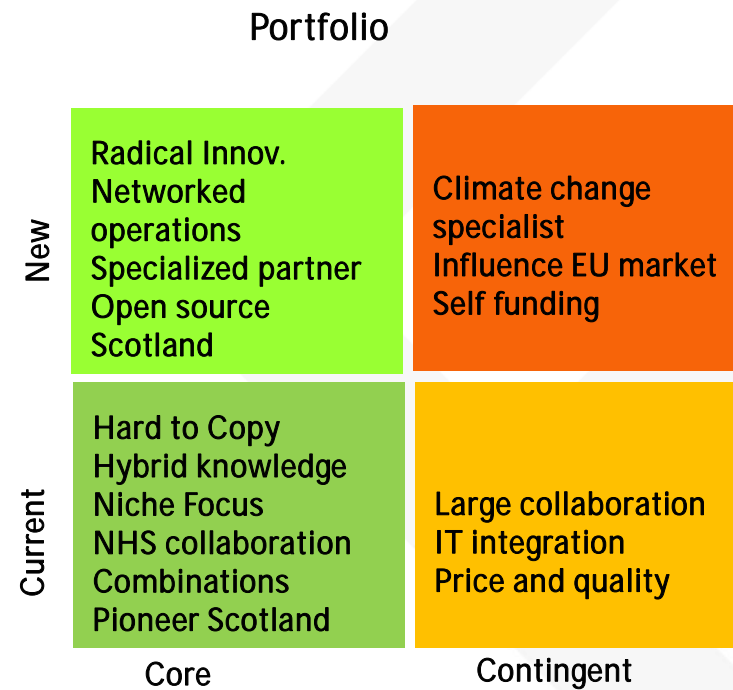 Portfolio
New
Radical Innov.
Networked
operations
Specialized partner
Open source
Scotland
Climate change
specialist
Influence EU market
Self funding
Current
Hard to Copy
Hybrid knowledge
Niche Focus
NHS collaboration
Combinations
Pioneer Scotland
Large collaboration
IT integration
Price and quality
Core
Contingent